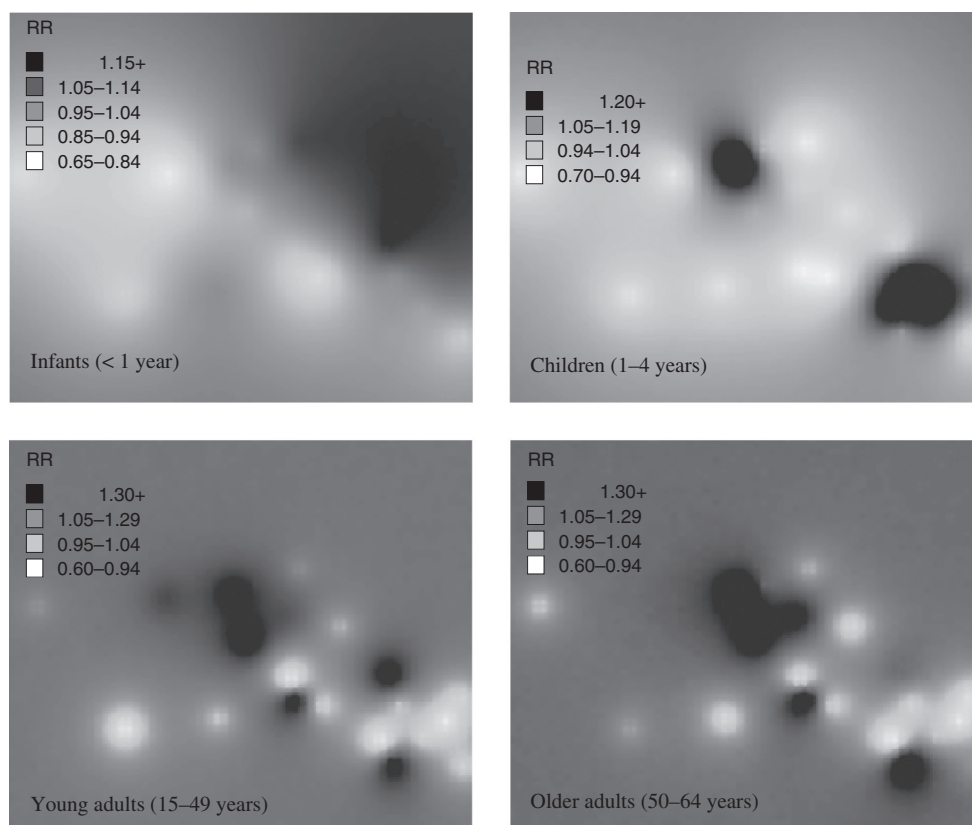 RR
1.15+
1.05–1.14
0.95–1.04
0.85–0.94
0.65–0.84
Infants (< 1 year)
RR
1.20+
1.05–1.19
0.94–1.04
0.70–0.94
Children (1–4 years)
RR
1.30+
1.05–1.29
0.95–1.04
0.60–0.94
Young adults (15–49 years)
RR
1.30+
1.05–1.29
0.95–1.04
0.60–0.94
Older adults (50–64 years)